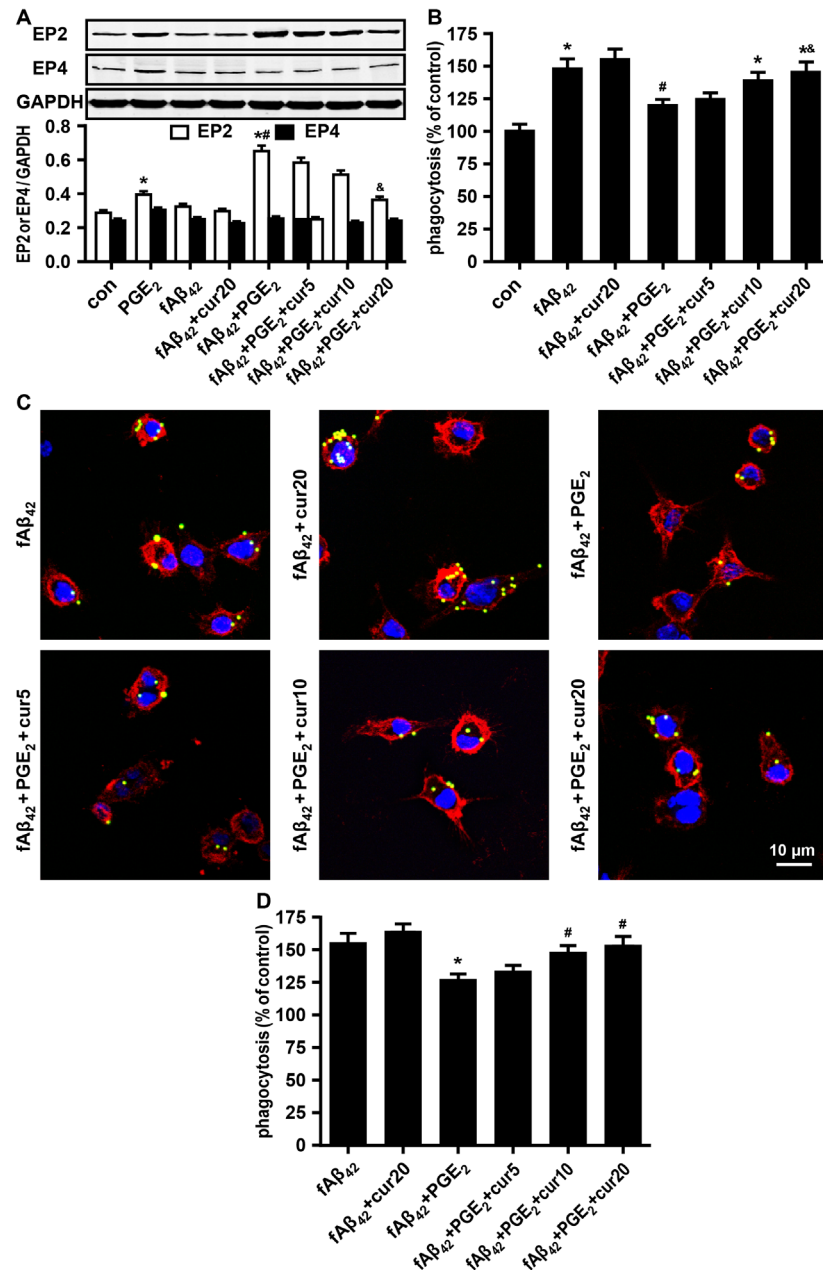 A
EP2
EP4
GAPDH
EP2 EP4
EP2 or EP4 / GAPDH
0.8
0.6
0.4
0.2
0.0
*
*#
&
con
PGE₂
fAβ₄₂
fAβ₄₂+cur20
fAβ₄₂+PGE₂
fAβ₄₂+PGE₂+cur5
fAβ₄₂+PGE₂+cur10
fAβ₄₂+PGE₂+cur20
B
phagocytosis (% of control)
175
150
125
100
75
50
25
0
*
#
*
*&
con
fAβ₄₂
fAβ₄₂+cur20
fAβ₄₂+PGE₂
fAβ₄₂+PGE₂+cur5
fAβ₄₂+PGE₂+cur10
fAβ₄₂+PGE₂+cur20
C
fAβ₄₂
fAβ₄₂+cur20
fAβ₄₂+PGE₂
fAβ₄₂+PGE₂+cur5
fAβ₄₂+PGE₂+cur10
fAβ₄₂+PGE₂+cur20
10 μm
D
phagocytosis (% of control)
175
150
125
100
75
50
25
0
*
#
#
fAβ₄₂
fAβ₄₂+cur20
fAβ₄₂+PGE₂
fAβ₄₂+PGE₂+cur5
fAβ₄₂+PGE₂+cur10
fAβ₄₂+PGE₂+cur20